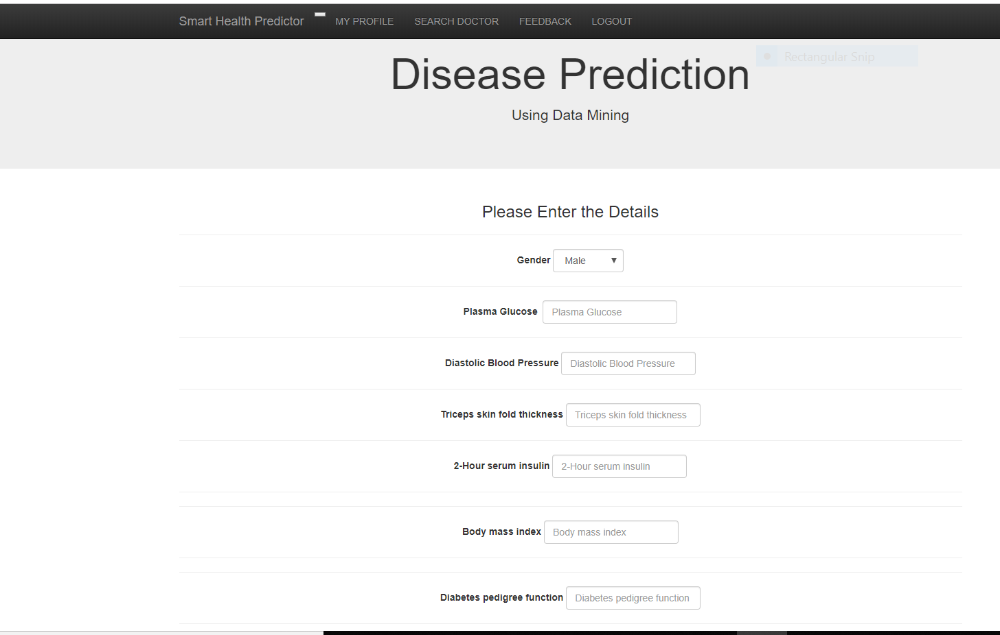 Smart Health Predictor MY PROFILE SEARCH DOCTOR FEEDBACK LOGOUT
Rectangular Snip
Disease Prediction
Using Data Mining
Please Enter the Details
Gender Male
Plasma Glucose Plasma Glucose
Diastolic Blood Pressure Diastolic Blood Pressure
Triceps skin fold thickness Triceps skin fold thickness
2-Hour serum insulin 2-Hour serum insulin
Body mass index Body mass index
Diabetes pedigree function Diabetes pedigree function